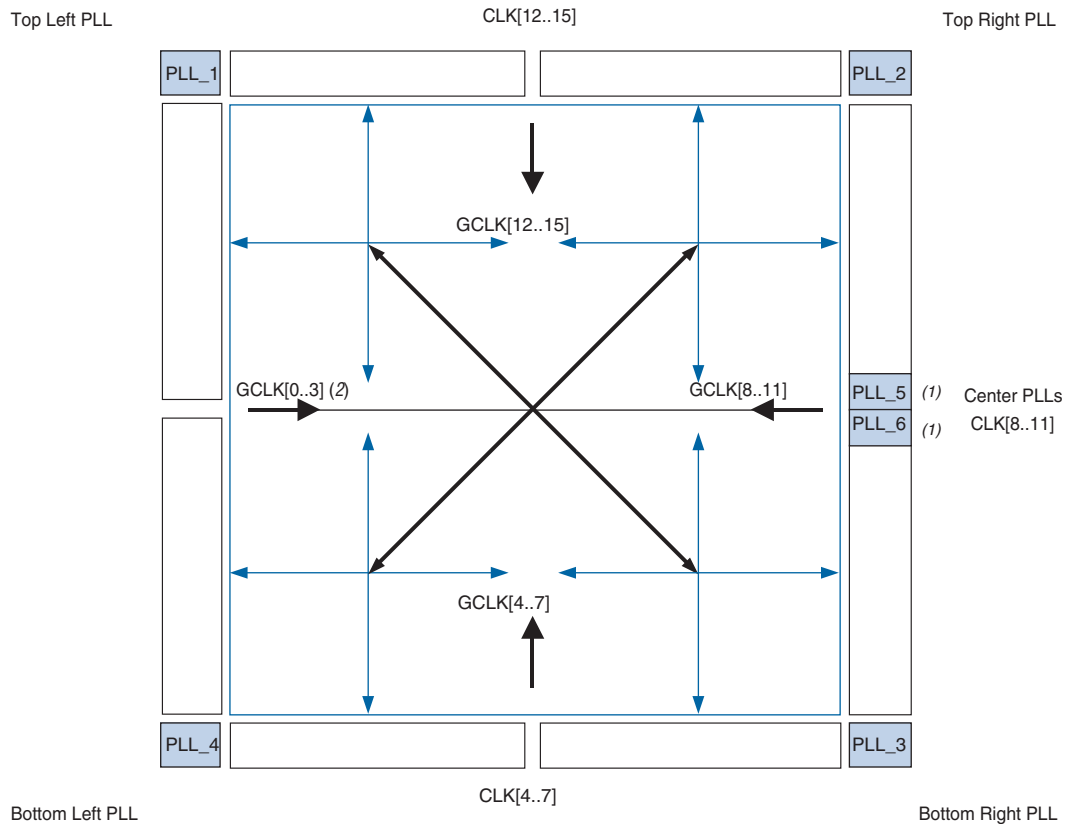 Top Left PLL
CLK[12..15]
Top Right PLL
PLL_1
PLL_2
GCLK[12..15]
GCLK[0..3] (2)
GCLK[8..11]
PLL_5
(1)
Center PLLs
PLL_6
(1)
CLK[8..11]
GCLK[4..7]
PLL_4
PLL_3
CLK[4..7]
Bottom Left PLL
Bottom Right PLL